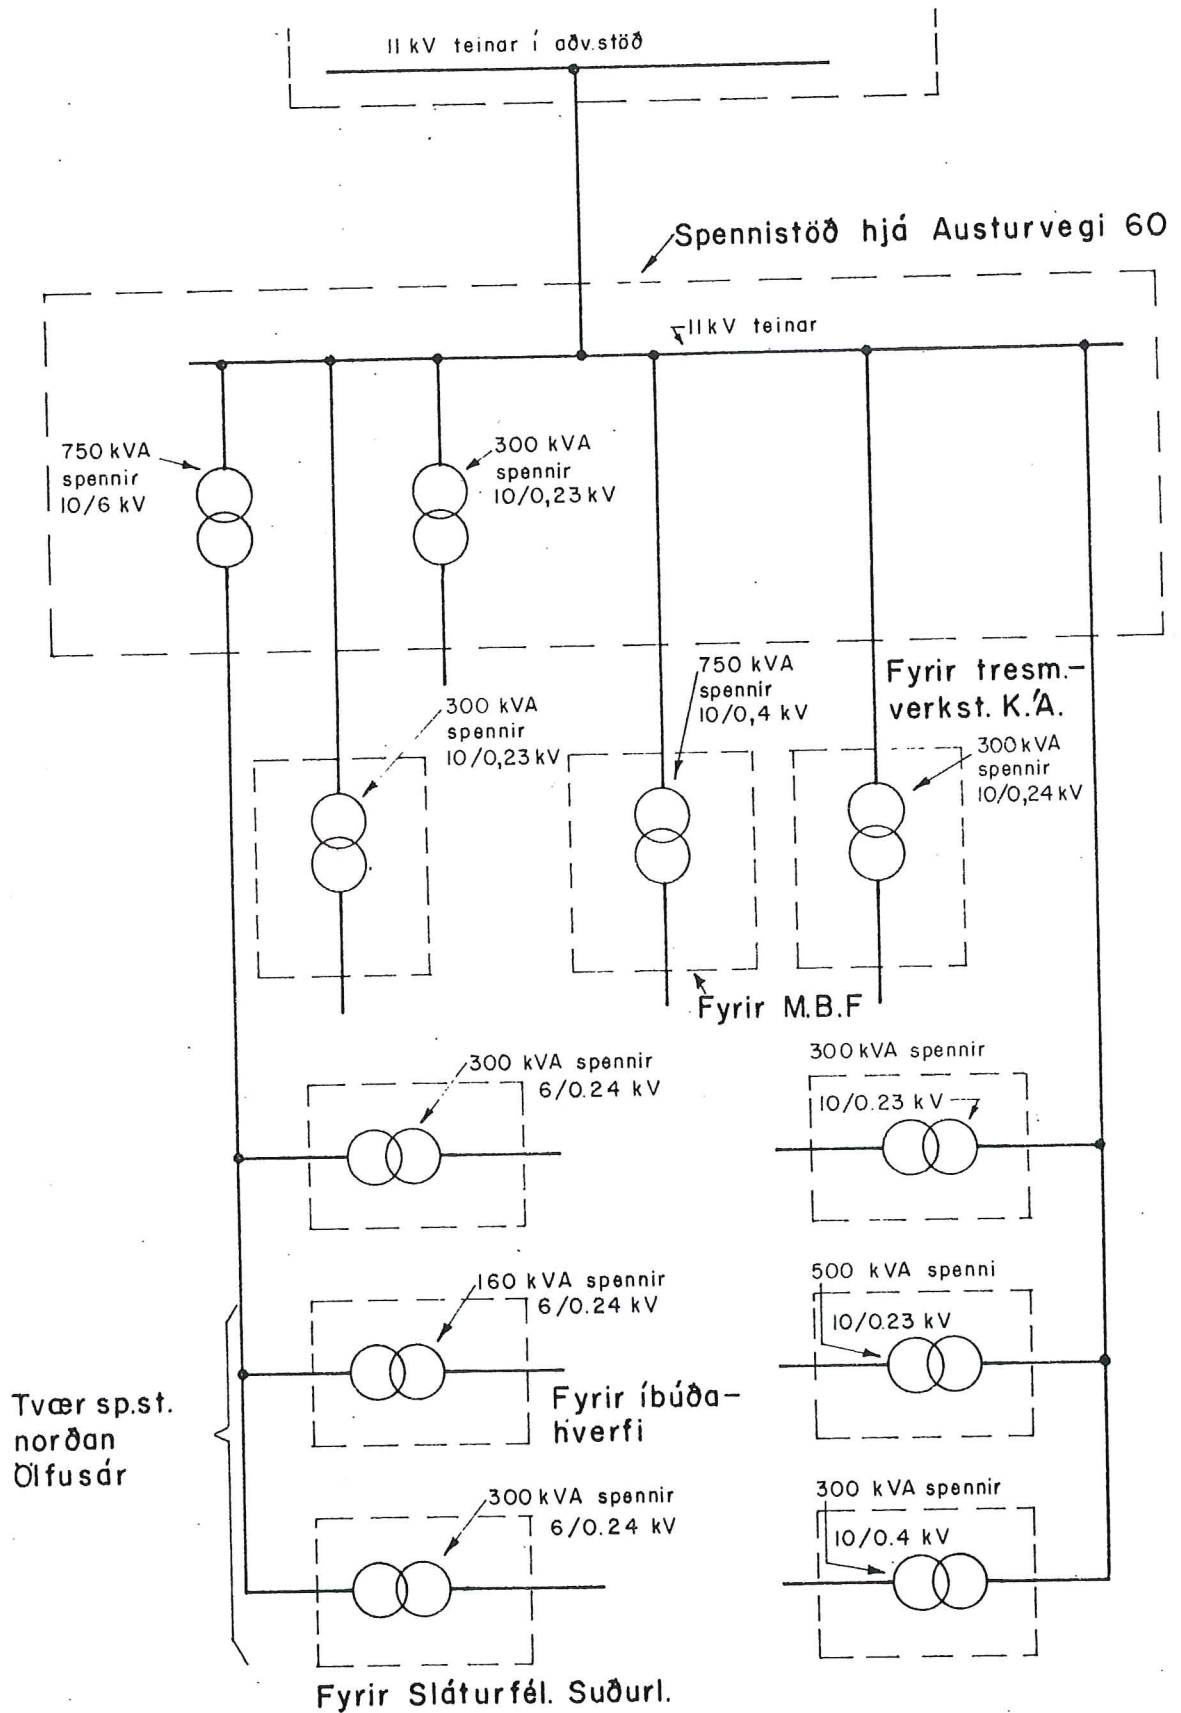 11 kV teinar í aðv.stöð
Spennistöð hjá Austurvegi 60
11 kV teinar
750 kVA
spennir
10/6 kV
300 kVA
spennir
10/0,23 kV
300 kVA
spennir
10/0,23 kV
750 kVA
spennir
10/0,4 kV
Fyrir tresm.-
verkst. K.Á.
300 kVA
spennir
10/0,24 kV
Fyrir M.B.F
300 kVA spennir
6/0.24 kV
300 kVA spennir
10/0.23 kV
160 kVA spennir
6/0.24 kV
500 kVA spenni
10/0.23 kV
Tvær sp.st.
norðan
Ölfusár
Fyrir íbúða-
hverfi
300 kVA spennir
6/0.24 kV
300 kVA spennir
10/0.4 kV
Fyrir Sláturfél. Suðurl.